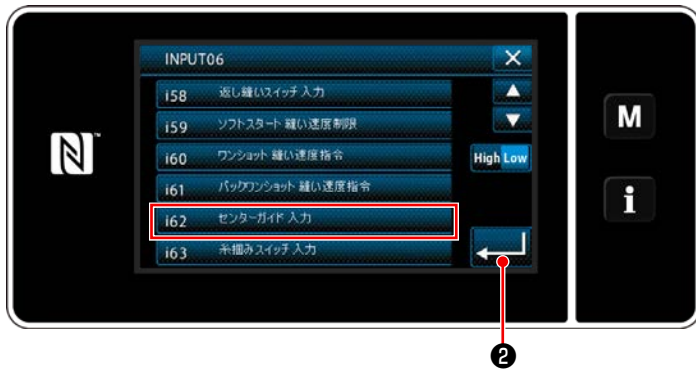 INPUT06
i58 返し縫いスイッチ 入力
i59 ソフトスタート 縫い速度制限
i60 ワンショット 縫い速度指令
i61 バックワンショット 縫い速度指令
i62 センターガイド 入力
i63 糸掴みスイッチ 入力
High Low
M
i
N
™
❷